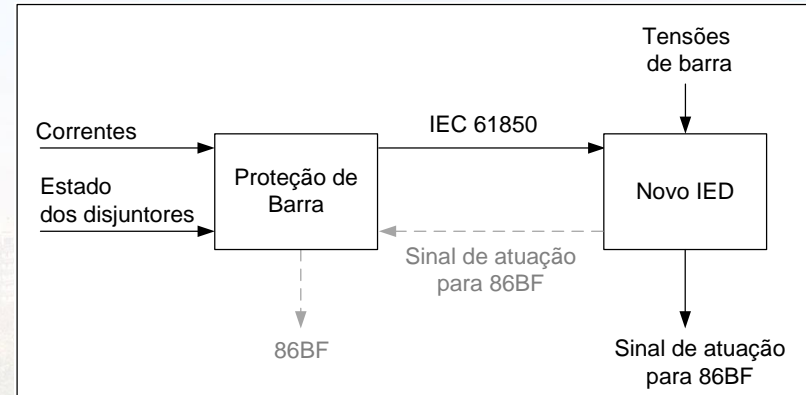 Tensões
de barra
Correntes
IEC 61850
Estado
dos disjuntores
Proteção de
Barra
Novo IED
Sinal de atuação
para 86BF
86BF
Sinal de atuação
para 86BF